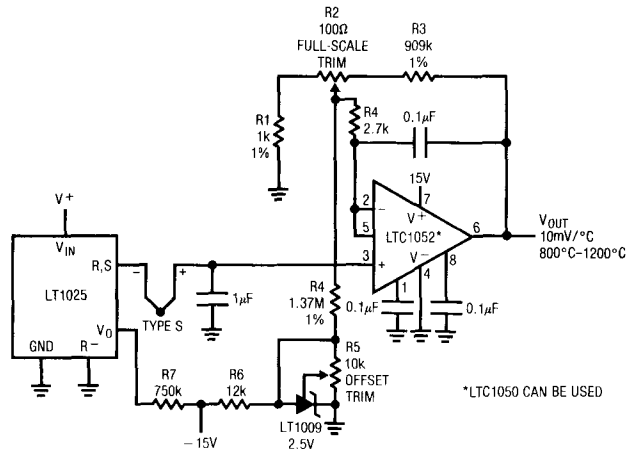 R2
100Ω
FULL-SCALE
TRIM
R3
909k
1%
R1
1k
1%
R4
2.7k
0.1µF
15V
V+
2
−
7
V+
5
LTC1052*
6
VOUT
10mV/°C
800°C–1200°C
VIN
R,S
−
+
3
+
V−
4
8
1
LT1025
1µF
R4
1.37M
1%
0.1µF
0.1µF
VO
TYPE S
GND
R−
R7
750k
R6
12k
R5
10k
OFFSET
TRIM
*LTC1050 CAN BE USED
−15V
LT1009
2.5V